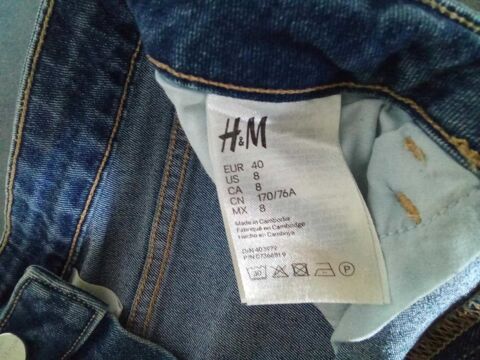 H&M
EUR 40
US 8
CA 8
CN 170/76A
MX 8
Made in Cambodia
Fabriqué en Cambodge
Hecho en Camboya
30
P